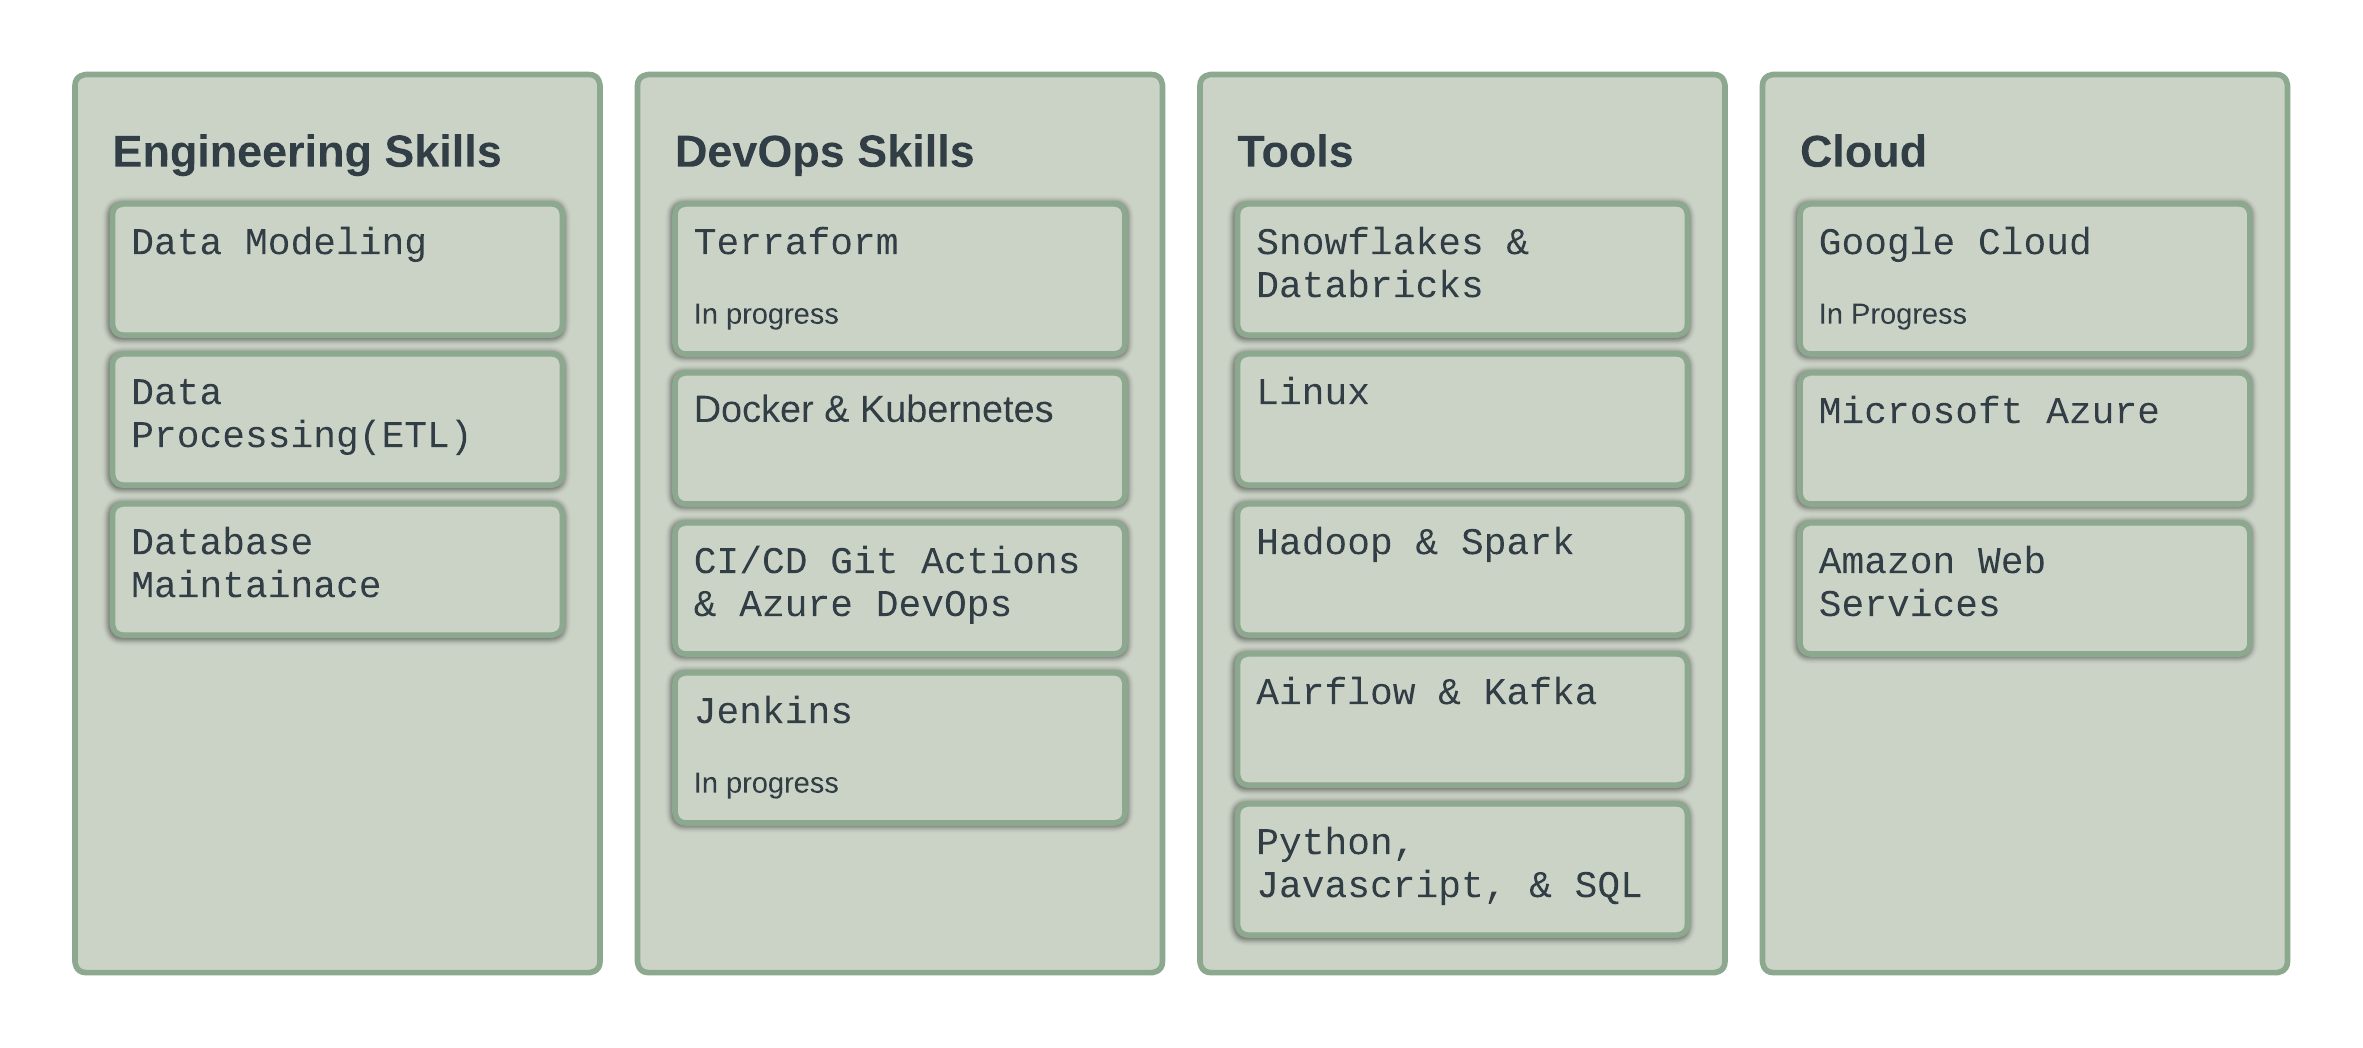 Engineering Skills
Data Modeling
Data
Processing(ETL)
Database
Maintainace
DevOps Skills
Terraform
In progress
Docker & Kubernetes
CI/CD Git Actions
& Azure DevOps
Jenkins
In progress
Tools
Snowflakes &
Databricks
Linux
Hadoop & Spark
Airflow & Kafka
Python,
Javascript, & SQL
Cloud
Google Cloud
In Progress
Microsoft Azure
Amazon Web
Services